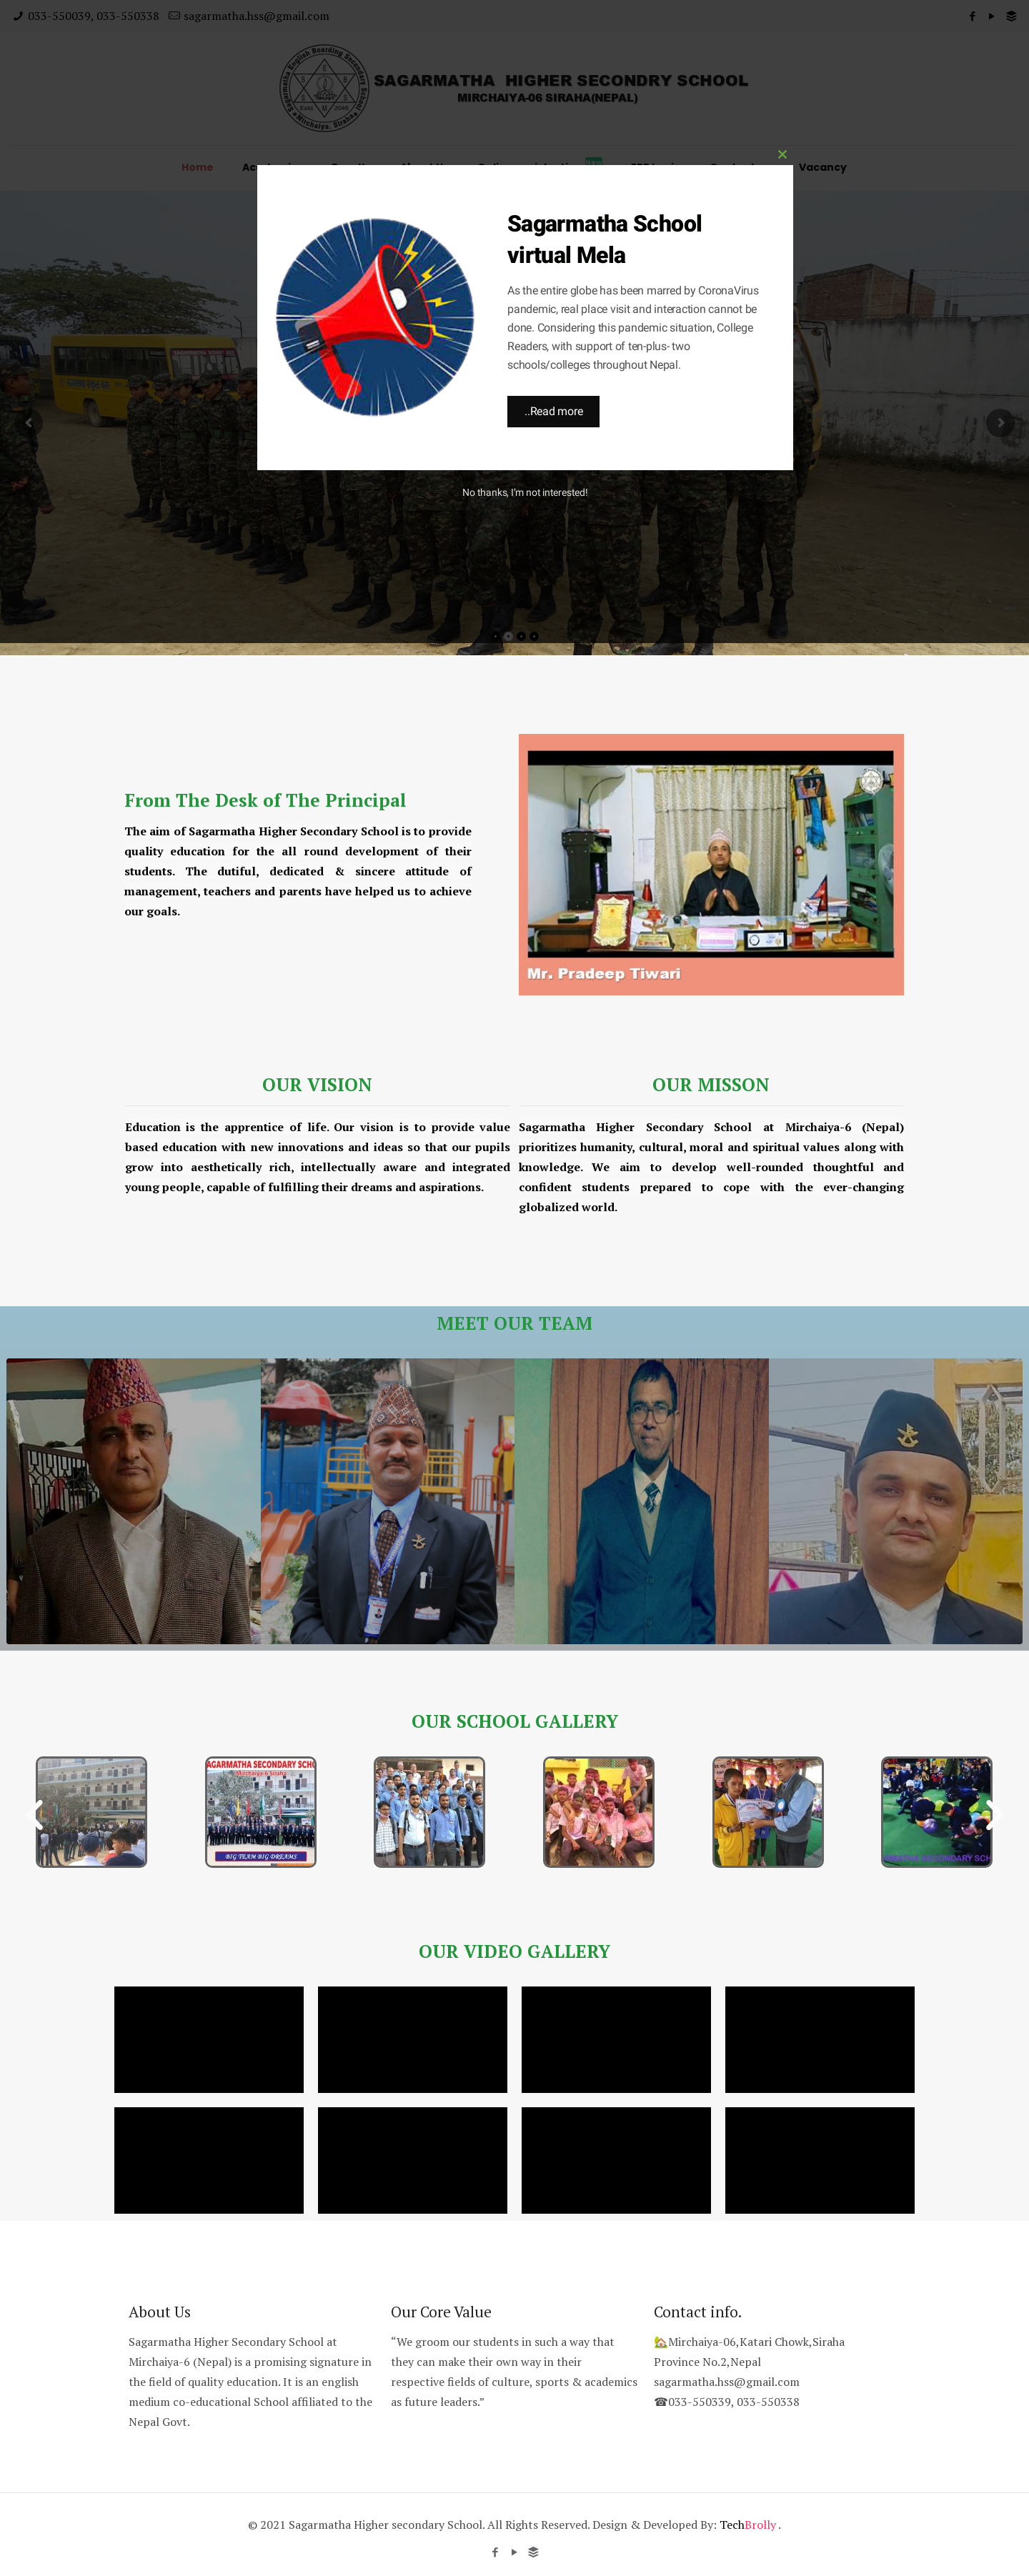 033-550039, 033-550338 sagarmatha.hss@gmail.com
SAGARMATHA HIGHER SECONDRY SCHOOL
MIRCHAIYA-06 SIRAHA(NEPAL)
Home
Vacancy
Sagarmatha School
virtual Mela
As the entire globe has been marred by CoronaVirus
pandemic, real place visit and interaction cannot be
done. Considering this pandemic situation, College
Readers, with support of ten-plus- two
schools/colleges throughout Nepal.
..Read more
No thanks, I'm not interested!
From The Desk of The Principal
The aim of Sagarmatha Higher Secondary School is to provide
quality education for the all round development of their
students. The dutiful, dedicated & sincere attitude of
management, teachers and parents have helped us to achieve
our goals.
Mr. Pradeep Tiwari
OUR VISION
Education is the apprentice of life. Our vision is to provide value
based education with new innovations and ideas so that our pupils
grow into aesthetically rich, intellectually aware and integrated
young people, capable of fulfilling their dreams and aspirations.
OUR MISSON
Sagarmatha Higher Secondary School at Mirchaiya-6 (Nepal)
prioritizes humanity, cultural, moral and spiritual values along with
knowledge. We aim to develop well-rounded thoughtful and
confident students prepared to cope with the ever-changing
globalized world.
MEET OUR TEAM
OUR SCHOOL GALLERY
AGARMATHA SECONDARY SCHO
Mirchaiya-6 Siraha
BIG TEAM BIG DREAMS
OUR VIDEO GALLERY
About Us
Sagarmatha Higher Secondary School at
Mirchaiya-6 (Nepal) is a promising signature in
the field of quality education. It is an english
medium co-educational School affiliated to the
Nepal Govt.
Our Core Value
“We groom our students in such a way that
they can make their own way in their
respective fields of culture, sports & academics
as future leaders.”
Contact info.
🏡Mirchaiya-06,Katari Chowk,Siraha
Province No.2,Nepal
sagarmatha.hss@gmail.com
☎033-550339, 033-550338
© 2021 Sagarmatha Higher secondary School. All Rights Reserved. Design & Developed By: TechBrolly .